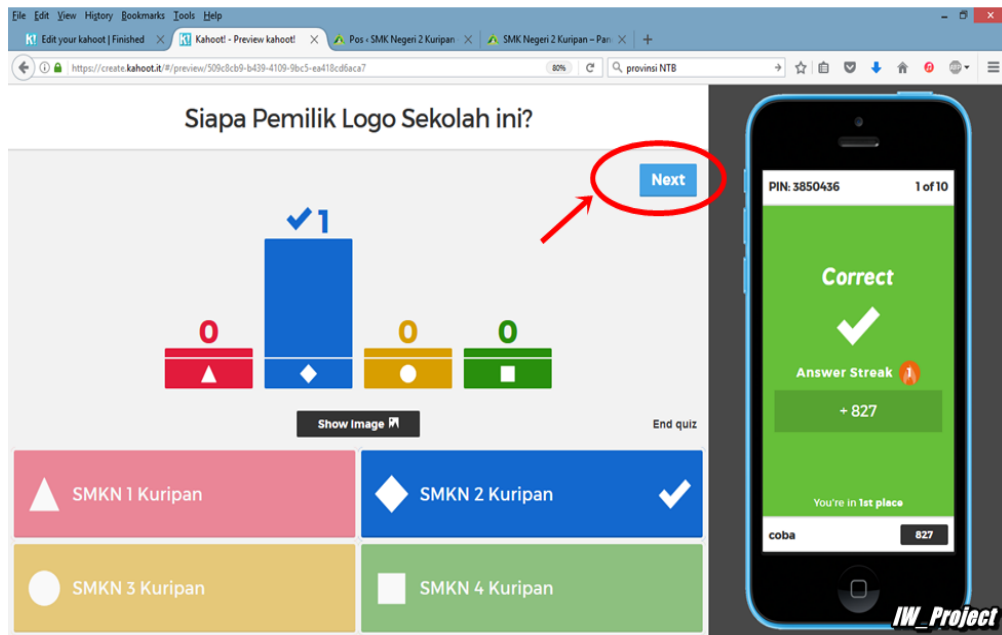 File Edit View History Bookmarks Tools Help
K! Edit your kahoot | Finished
K! Kahoot! - Preview kahoot!
Pos ‹ SMK Negeri 2 Kuripan
SMK Negeri 2 Kuripan – Pan
https://create.kahoot.it/#/preview/509c8cb9-b439-4109-9bc5-ea418cd6aca7
80%
provinsi NTB
Siapa Pemilik Logo Sekolah ini?
Next
1
0
0
0
Show Image
End quiz
SMKN 1 Kuripan
SMKN 2 Kuripan
SMKN 3 Kuripan
SMKN 4 Kuripan
PIN: 3850436 1 of 10
Correct
Answer Streak 1
+ 827
You're in 1st place
coba 827
IW_Project